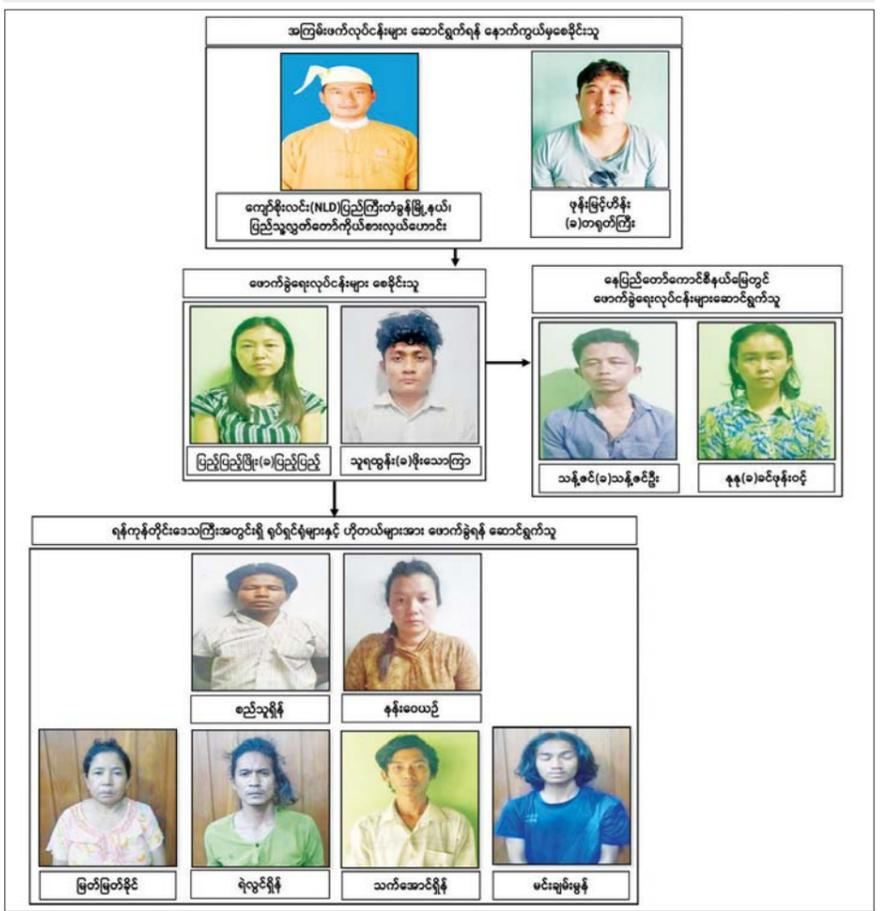 အကြမ်းဖက်လုပ်ငန်းများ ဆောင်ရွက်ရန် နောက်ကွယ်မှစေခိုင်းသူ
ကျော်စိုးလင်း(NLD)ပြည်ကြီးတံခွန်မြို့နယ်၊
ပြည်သူ့လွှတ်တော်ကိုယ်စားလှယ်ဟောင်း
ဖုန်းမြင့်ဟိန်း
(ခ)တရုတ်ကြီး
ဖောက်ခွဲရေးလုပ်ငန်းများ စေခိုင်းသူ
ပြည့်ပြည့်ဖြိုး(ခ)ပြည့်ပြည့်
သူရထွန်း(ခ)ဖိုးသောကြာ
နေပြည်တော်ကောင်စီနယ်မြေတွင်
ဖောက်ခွဲရေးလုပ်ငန်းများဆောင်ရွက်သူ
သန့်ဇင်(ခ)သန့်ဇင်ဦး
နုနု(ခ)ခင်ဖုန်းဝင့်
ရန်ကုန်တိုင်းဒေသကြီးအတွင်းရှိ ရုပ်ရှင်ရုံများနှင့် ဟိုတယ်များအား ဖောက်ခွဲရန် ဆောင်ရွက်သူ
စည်သူရှိန်
နန်းဝေယဉ်
မြတ်မြတ်ခိုင်
ရဲလွင်ရှိန်
သက်အောင်ရှိန်
မင်းချမ်းမွန်